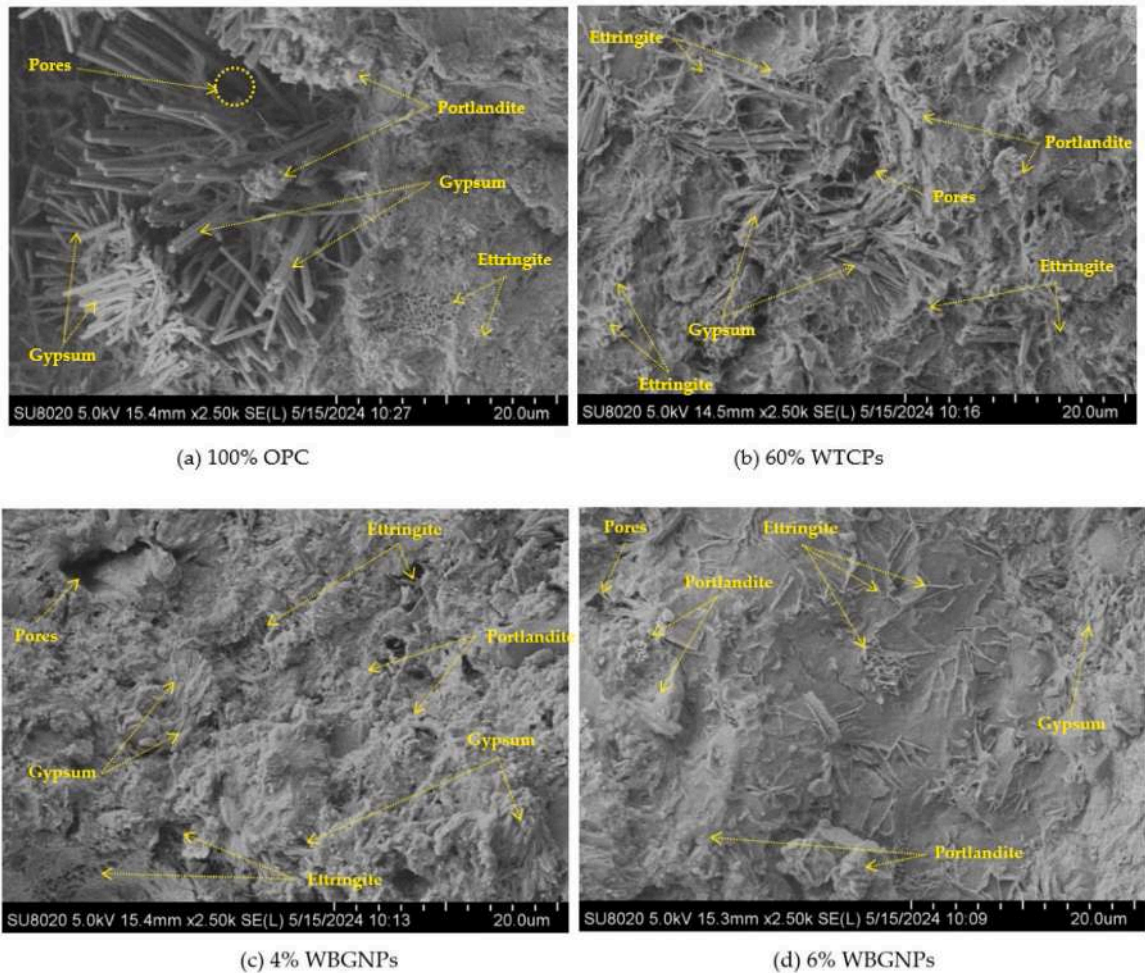 Pores
Portlandite
Gypsum
Ettringite
Gypsum
SU8020 5.0kV 15.4mm x2.50k SE(L) 5/15/2024 10:27 20.0um
(a) 100% OPC
Ettringite
Portlandite
Pores
Ettringite
Gypsum
Ettringite
SU8020 5.0kV 14.5mm x2.50k SE(L) 5/15/2024 10:16 20.0um
(b) 60% WTCPs
Ettringite
Pores
Portlandite
Gypsum
Gypsum
Ettringite
SU8020 5.0kV 15.4mm x2.50k SE(L) 5/15/2024 10:13 20.0um
(c) 4% WBGNPs
Pores
Ettringite
Portlandite
Gypsum
Portlandite
SU8020 5.0kV 15.3mm x2.50k SE(L) 5/15/2024 10:09 20.0um
(d) 6% WBGNPs